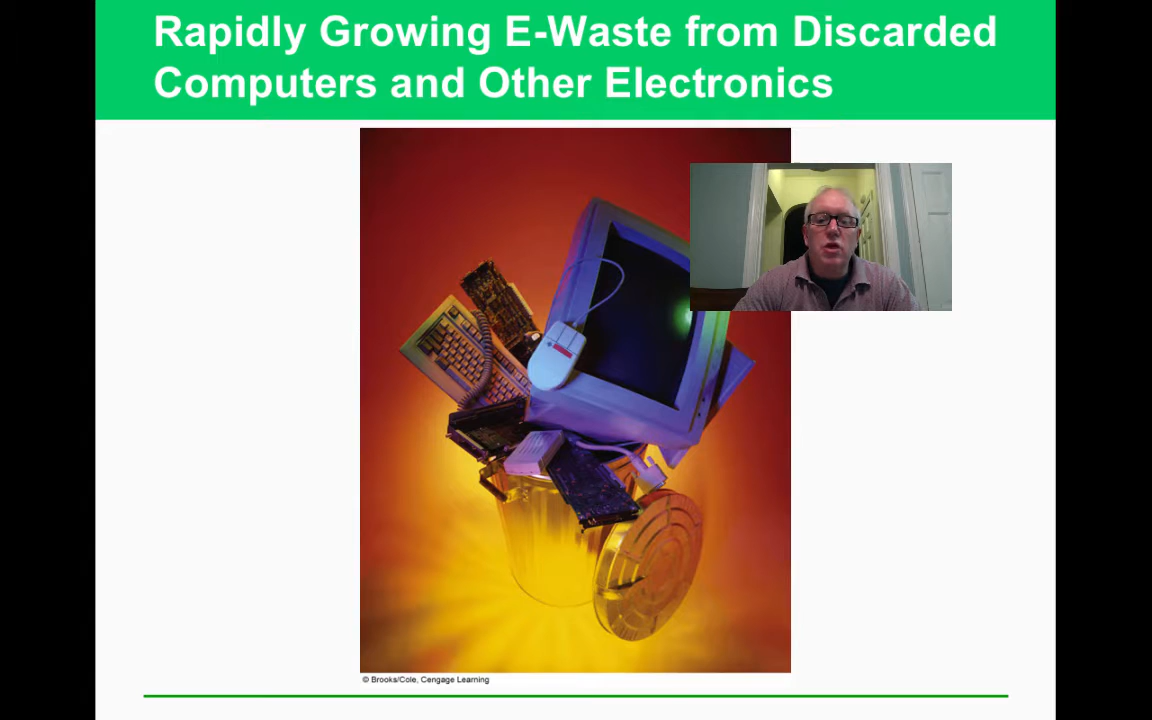 Rapidly Growing E-Waste from Discarded
Computers and Other Electronics
© Brooks/Cole, Cengage Learning